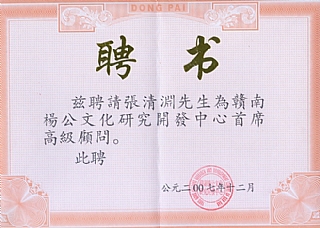 DONG PAI
聘书
兹聘請張清淵先生為贛南
楊公文化研究開發中心首席
高級顧問。
此聘
公元二00七年十二月